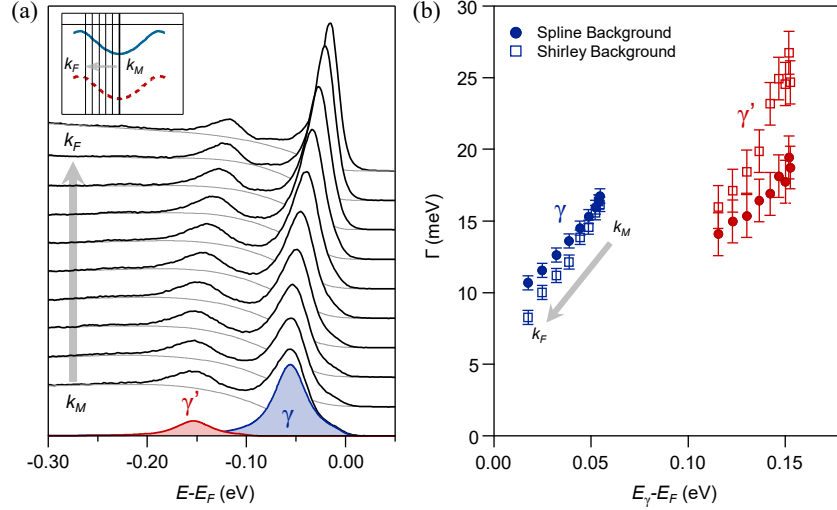 (a)
k_F
k_M
k_F
k_M
γ'
γ
-0.30
-0.20
-0.10
0.00
E-E_F (eV)
(b)
Spline Background
Shirley Background
γ'
γ
k_M
k_F
30
25
20
15
10
5
0
Γ (meV)
0.00
0.05
0.10
0.15
E_γ-E_F (eV)